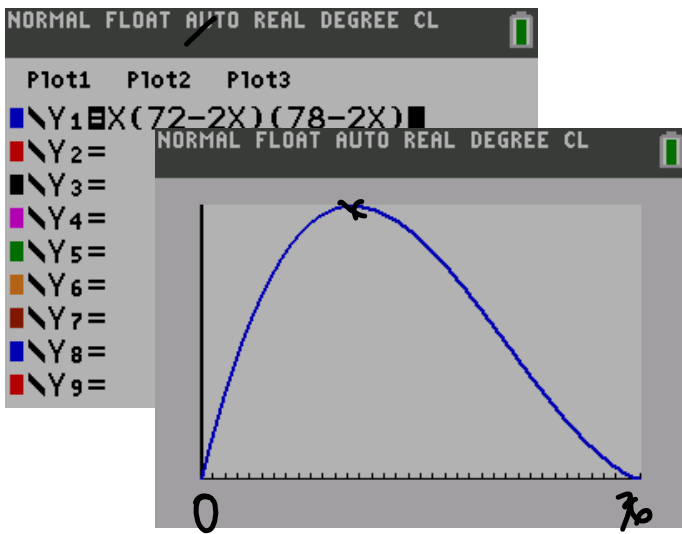 NORMAL FLOAT AUTO REAL DEGREE CL
Plot1 Plot2 Plot3
\Y1=X(72-2X)(78-2X)
\Y2=
\Y3=
\Y4=
\Y5=
\Y6=
\Y7=
\Y8=
\Y9=
NORMAL FLOAT AUTO REAL DEGREE CL
0
36